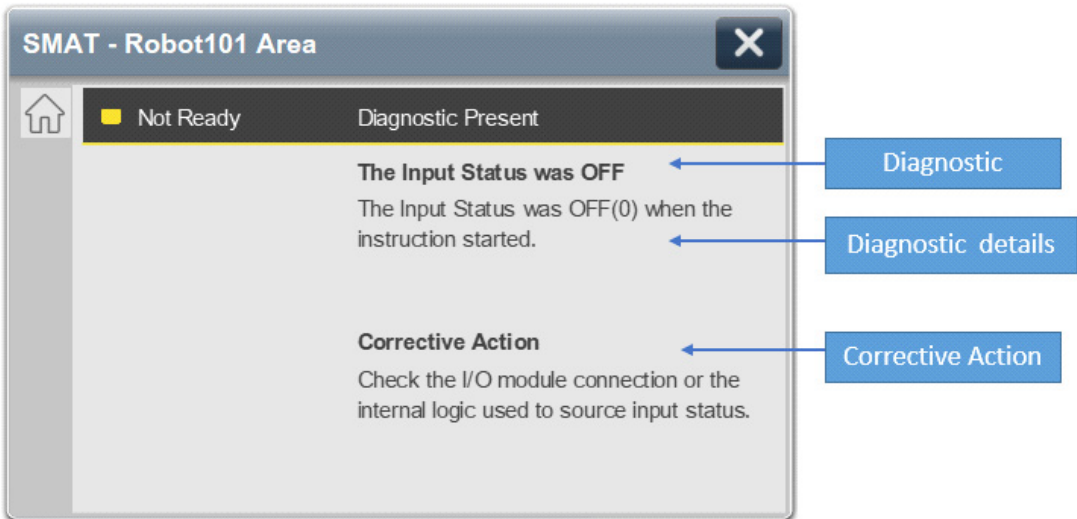 SMAT - Robot101 Area
Not Ready
Diagnostic Present
The Input Status was OFF
The Input Status was OFF(0) when the
instruction started.
Corrective Action
Check the I/O module connection or the
internal logic used to source input status.
Diagnostic
Diagnostic details
Corrective Action